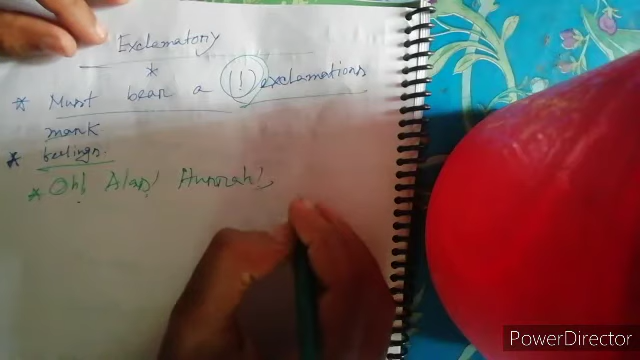 Exclamatory
*
* Must bear a (!!) exclamations
mark
* feelings.
* Oh! Alas! Hurrah!
PowerDirector